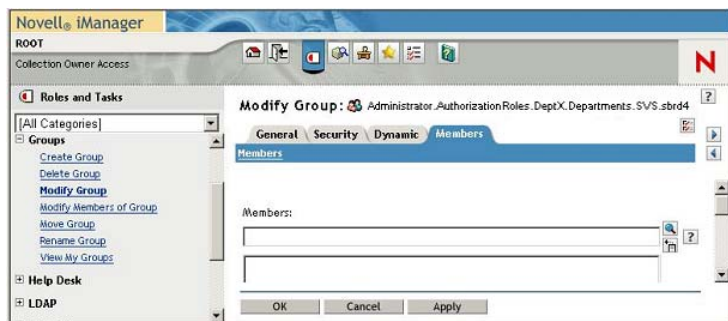 Novell® iManager
ROOT
Collection Owner Access
N
Roles and Tasks
[All Categories]
Groups
Create Group
Delete Group
Modify Group
Modify Members of Group
Move Group
Rename Group
View My Groups
Help Desk
LDAP
Modify Group: Administrator.AuthorizationRoles.DeptX.Departments.SVS.sbrd4
?
General Security Dynamic Members
Members
Members:
?
OK Cancel Apply